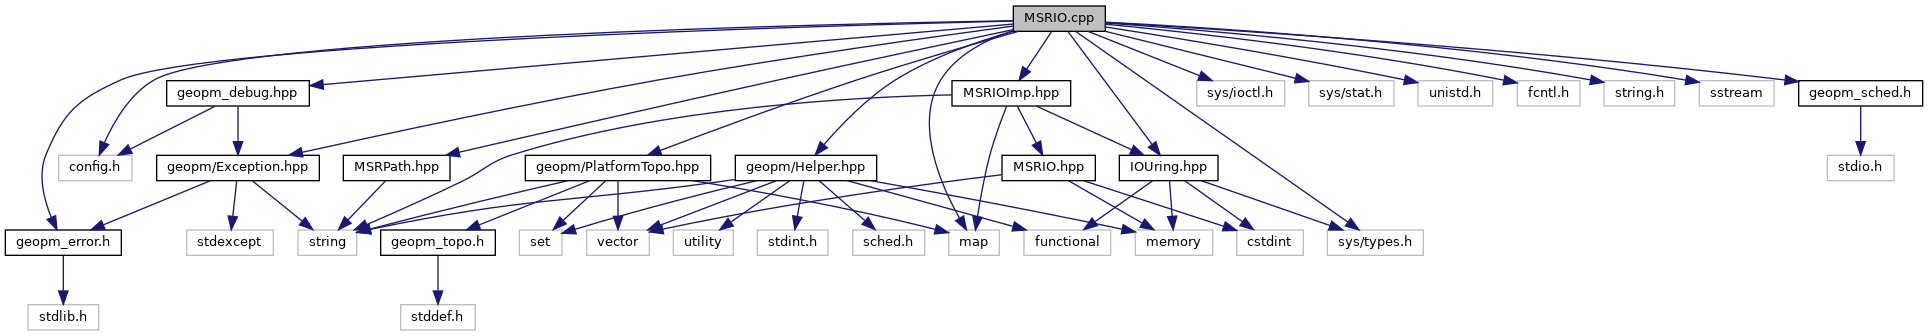 MSRIO.cpp
geopm_debug.hpp
MSRIOImp.hpp
sys/ioctl.h
sys/stat.h
unistd.h
fcntl.h
string.h
sstream
geopm_sched.h
config.h
geopm/Exception.hpp
MSRPath.hpp
geopm/PlatformTopo.hpp
geopm/Helper.hpp
MSRIO.hpp
IOUring.hpp
stdio.h
geopm_error.h
stdexcept
string
geopm_topo.h
set
vector
utility
stdint.h
sched.h
map
functional
memory
cstdint
sys/types.h
stdlib.h
stddef.h